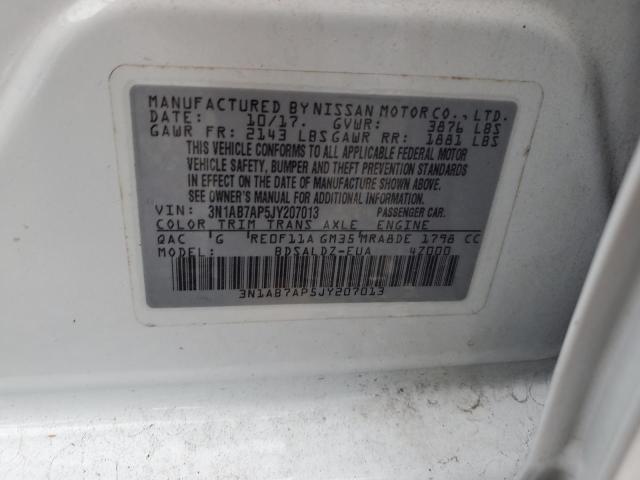 MANUFACTURED BY NISSAN MOTOR CO., LTD.
DATE: 10/17. GVWR: 3876 LBS
GAWR FR: 2143 LBS GAWR RR: 1881 LBS
THIS VEHICLE CONFORMS TO ALL APPLICABLE FEDERAL MOTOR
VEHICLE SAFETY, BUMPER AND THEFT PREVENTION STANDARDS
IN EFFECT ON THE DATE OF MANUFACTURE SHOWN ABOVE.
SEE OWNER'S MANUAL FOR ADDITIONAL INFORMATION.
VIN: 3N1AB7AP5JY207013 PASSENGER CAR.
COLOR TRIM TRANS AXLE ENGINE
QAC G RE0F11A GM35 MRA8DE 1798 CC
MODEL: BDSALDZ-EUA 4Z000
3N1AB7AP5JY207013